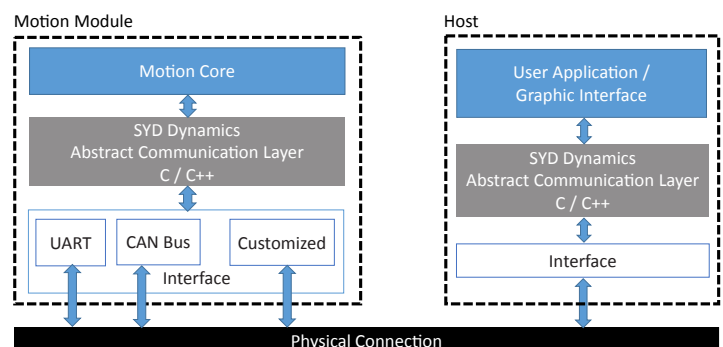 Motion Module
Motion Core
SYD Dynamics
Abstract Communication Layer
C / C++
UART
CAN Bus
Customized
Interface
Host
User Application /
Graphic Interface
SYD Dynamics
Abstract Communication Layer
C / C++
Interface
Physical Connection